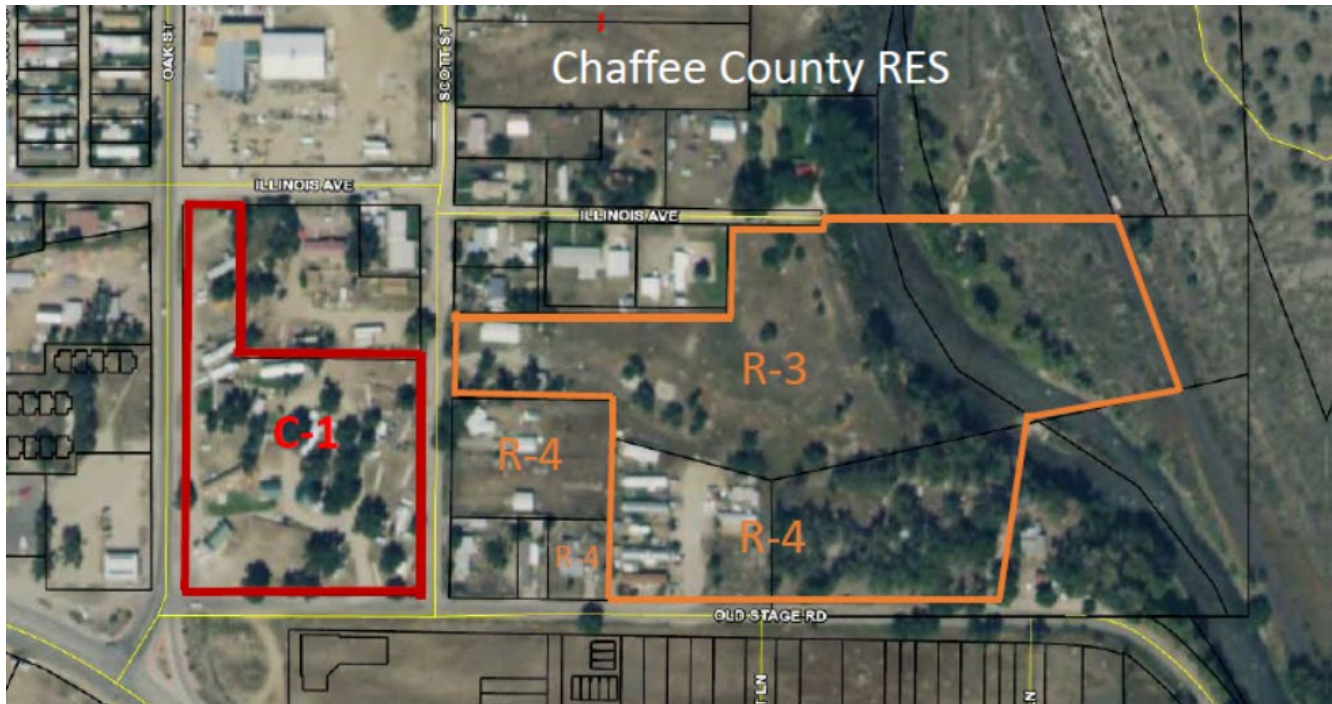 Chaffee County RES
OAK ST
SCOTT ST
ILLINOIS AVE
ILLINOIS AVE
R-3
C-1
R-4
R-4
R-4
OLD STAGE RD
LN